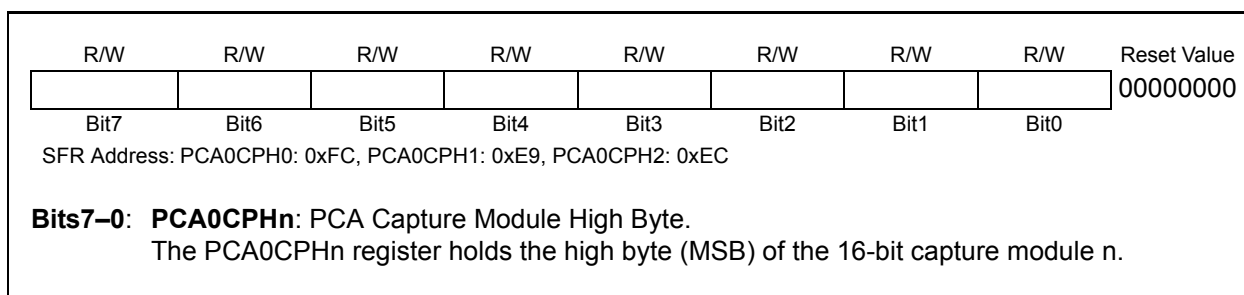 R/W R/W R/W R/W R/W R/W R/W R/W Reset Value
00000000
Bit7 Bit6 Bit5 Bit4 Bit3 Bit2 Bit1 Bit0
SFR Address: PCA0CPH0: 0xFC, PCA0CPH1: 0xE9, PCA0CPH2: 0xEC
Bits7–0: PCA0CPHn: PCA Capture Module High Byte.
The PCA0CPHn register holds the high byte (MSB) of the 16-bit capture module n.